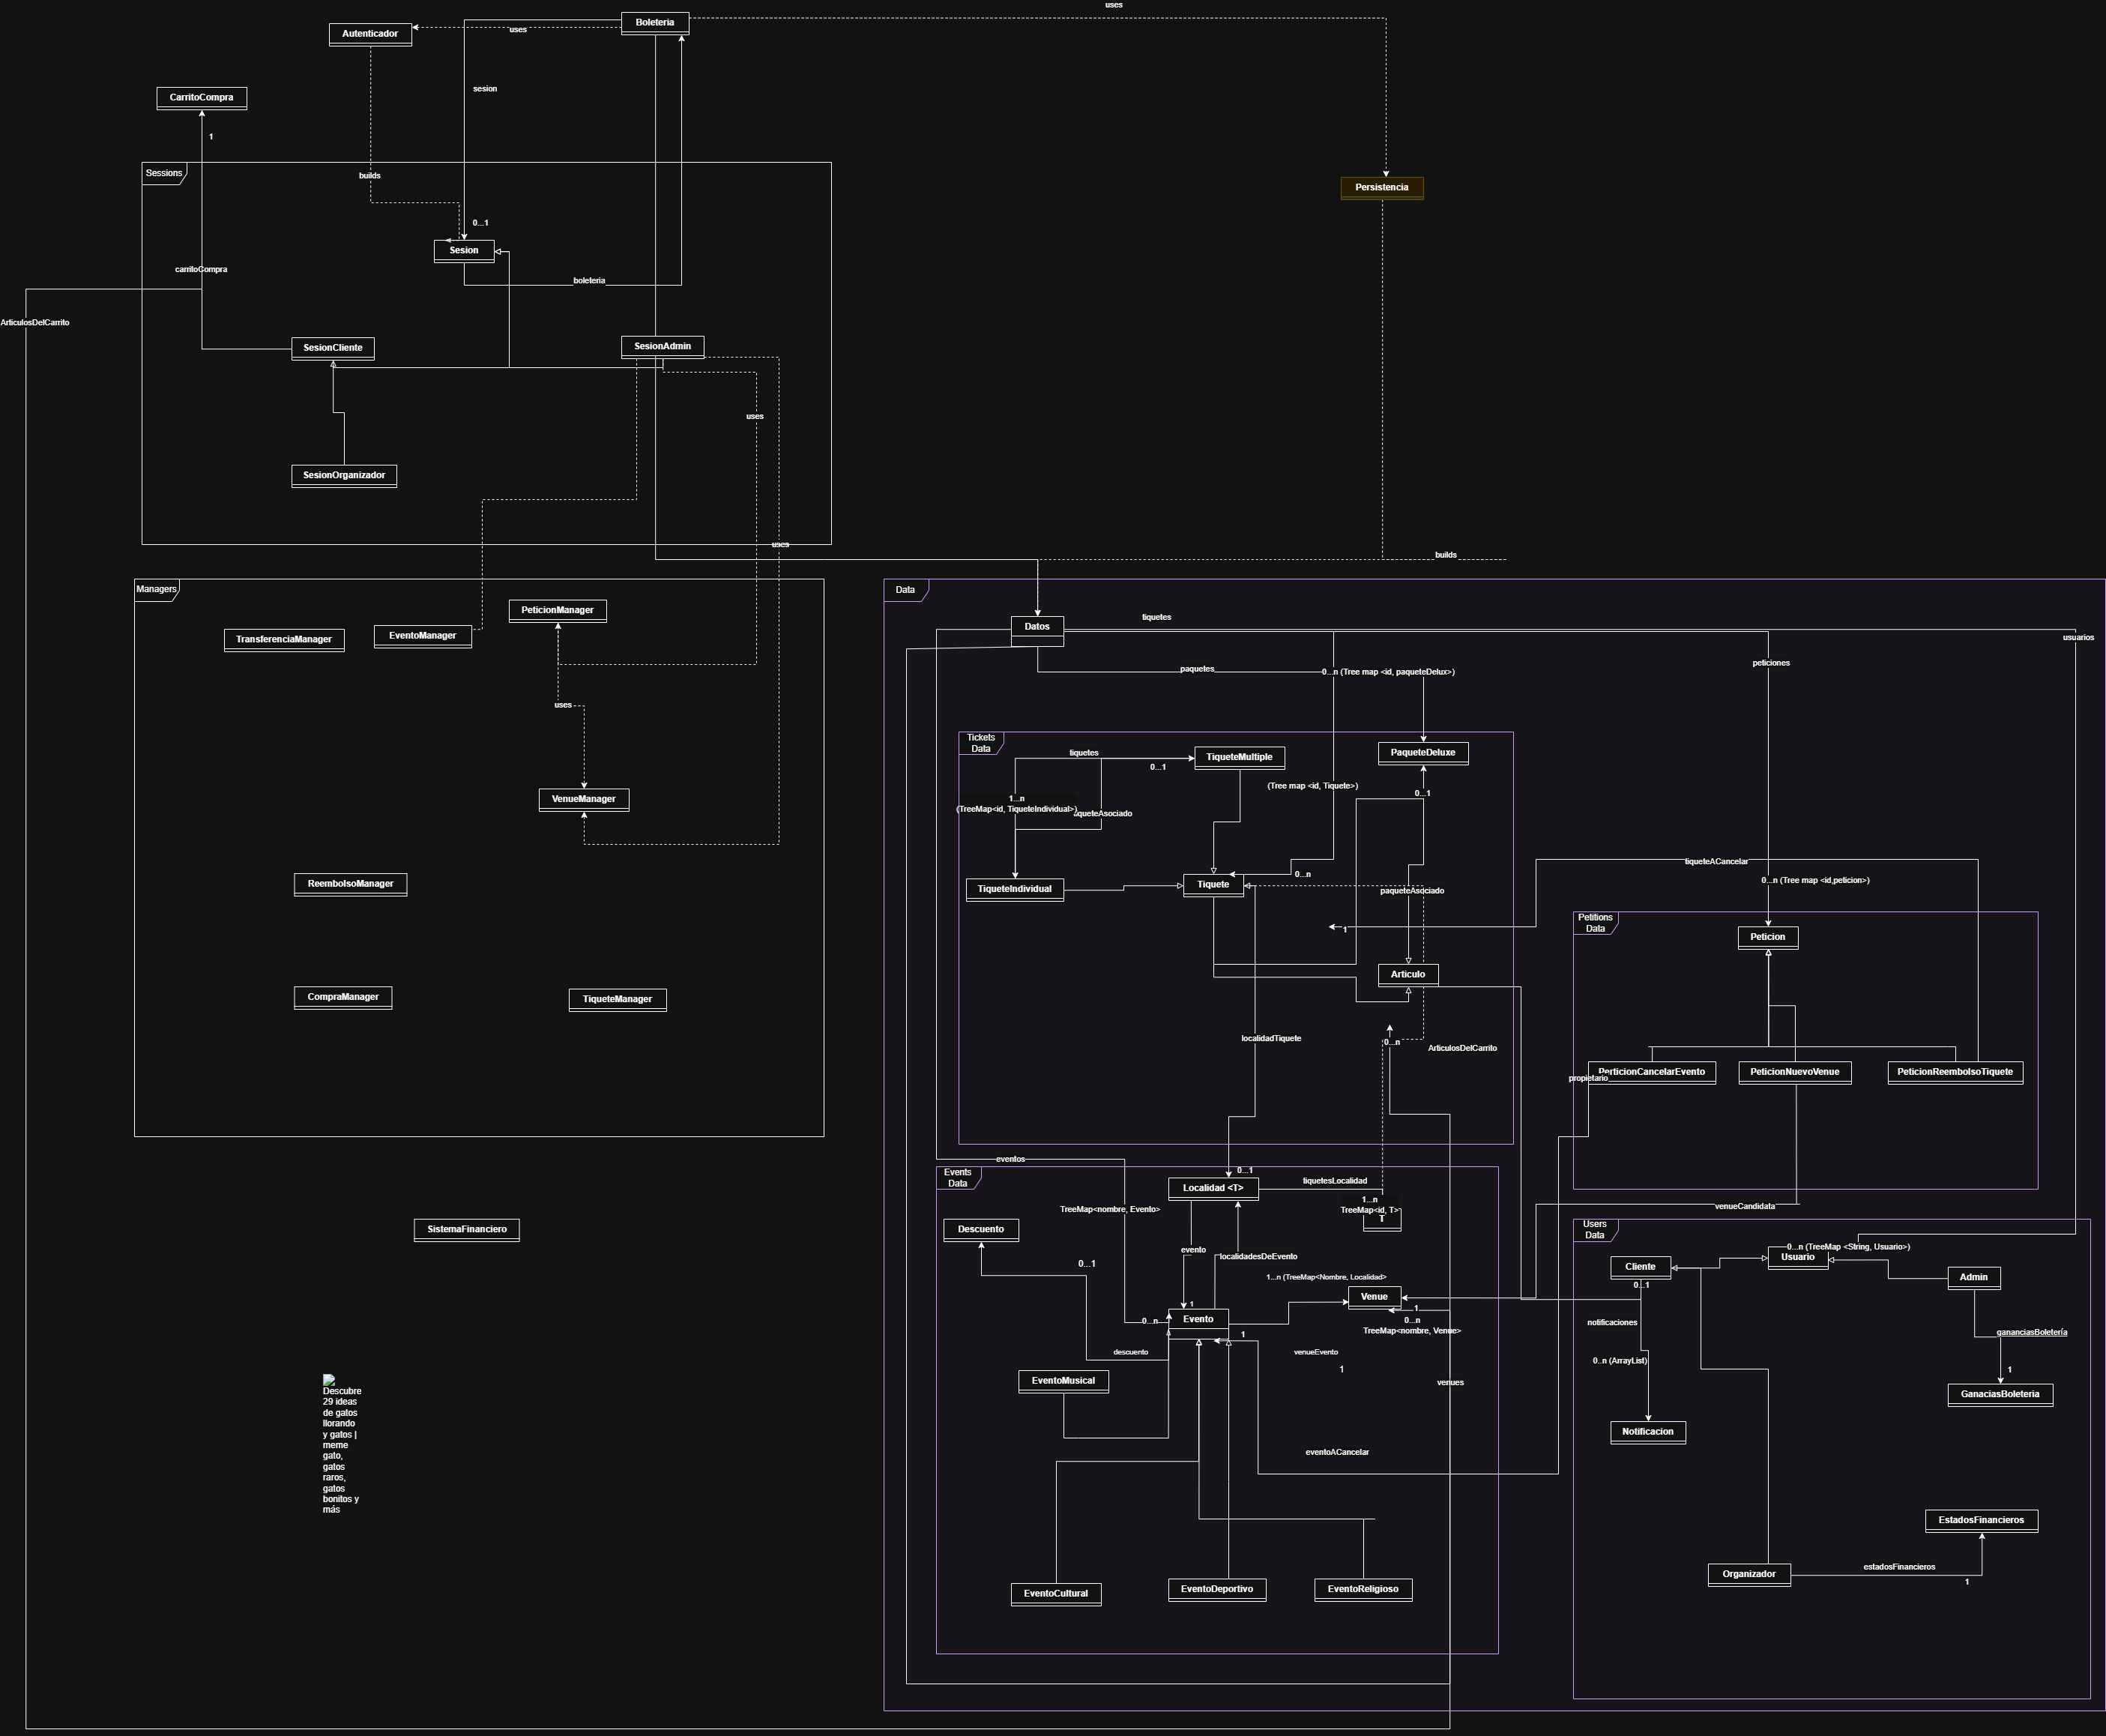 uses
Boleteria
Autenticador
uses
sesion
CarritoCompra
1
Sessions
builds
Persistencia
0...1
Sesion
carritoCompra
boleteria
ArticulosDelCarrito
SesionCliente
SesionAdmin
uses
SesionOrganizador
uses
builds
Managers
Data
PeticionManager
TransferenciaManager
EventoManager
Datos
tiquetes
usuarios
peticiones
paquetes
0...n (Tree map <id, paqueteDelux>)
uses
Tickets
Data
tiquetes
TiqueteMultiple
PaqueteDeluxe
0...1
(Tree map <id, Tiquete>)
0...1
VenueManager
1...n
(TreeMap<id, TiqueteIndividual>)
iqueteAsociado
tiqueteACancelar
ReembolsoManager
TiqueteIndividual
Tiquete
0...n
0...n (Tree map <id,peticion>)
paqueteAsociado
Petitions
Data
1
Peticion
Articulo
CompraManager
TiqueteManager
localidadTiquete
0...n
ArticulosDelCarrito
PerticionCancelarEvento
PeticionNuevoVenue
PeticionReembolsoTiquete
propietario
eventos
Events
Data
0...1
Localidad <T>
tiquetesLocalidad
1...n
TreeMap<id, T>
T
TreeMap<nombre, Evento>
venueCandidata
SistemaFinanciero
Descuento
Users
Data
0...n (TreeMap <String, Usuario>)
Usuario
evento
localidadesDeEvento
0...1
Cliente
0...1
Admin
1...n (TreeMap<Nombre, Localidad>
Venue
1
1
0...n
Evento
0...n
TreeMap<nombre, Venue>
1
notificaciones
gananciasBoletería
descuento
venueEvento
1
0..n (ArrayList)
1
EventoMusical
venues
GanaciasBoleteria
Descubre
29 ideas
de gatos
llorando
y gatos |
meme
gato,
gatos
raros,
gatos
bonitos y
más
Notificacion
eventoACancelar
EstadosFinancieros
estadosFinancieros
Organizador
1
EventoCultural
EventoDeportivo
EventoReligioso